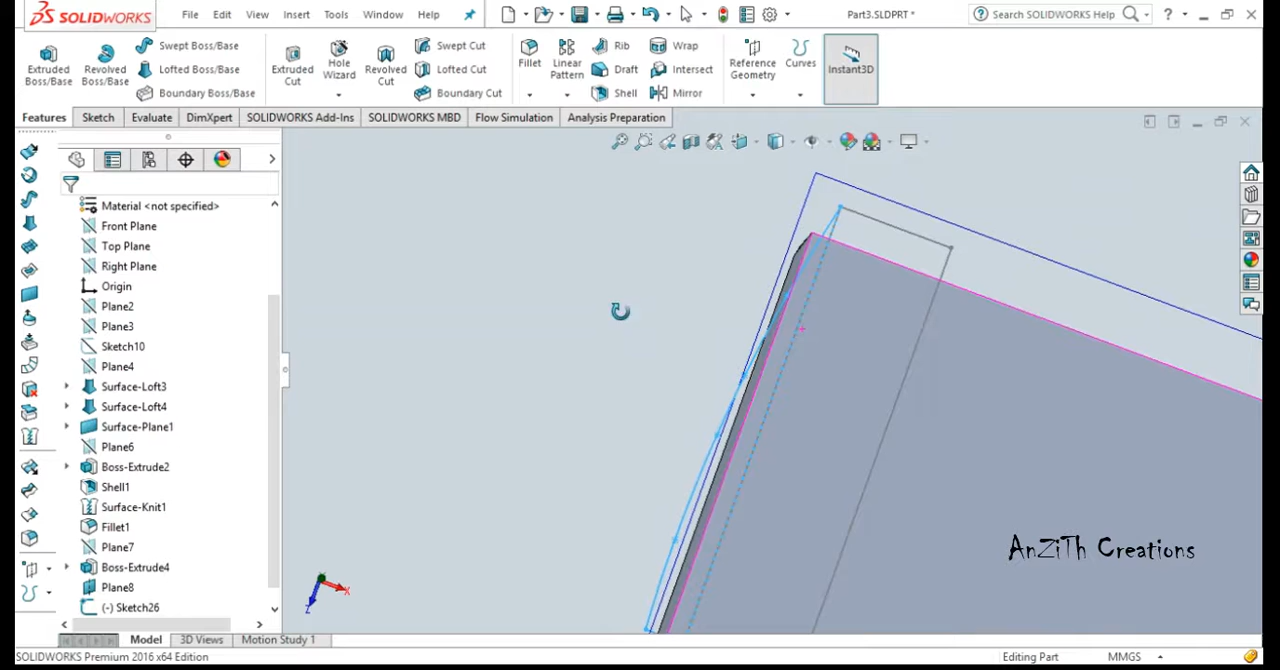 SOLIDWORKS File Edit View Insert Tools Window Help Part3.SLDPRT * Search SOLIDWORKS Help ?
Extruded Boss/Base
Revolved Boss/Base
Swept Boss/Base
Lofted Boss/Base
Boundary Boss/Base
Extruded Cut
Hole Wizard
Revolved Cut
Swept Cut
Lofted Cut
Boundary Cut
Fillet
Linear Pattern
Rib
Draft
Shell
Wrap
Intersect
Mirror
Reference Geometry
Curves
Instant3D
Features Sketch Evaluate DimXpert SOLIDWORKS Add-Ins SOLIDWORKS MBD Flow Simulation Analysis Preparation
Material <not specified>
Front Plane
Top Plane
Right Plane
Origin
Plane2
Plane3
Sketch10
Plane4
Surface-Loft3
Surface-Loft4
Surface-Plane1
Plane6
Boss-Extrude2
Shell1
Surface-Knit1
Fillet1
Plane7
Boss-Extrude4
Plane8
(-) Sketch26
X
Z
AnZiTh Creations
Model 3D Views Motion Study 1
SOLIDWORKS Premium 2016 x64 Edition Editing Part MMGS